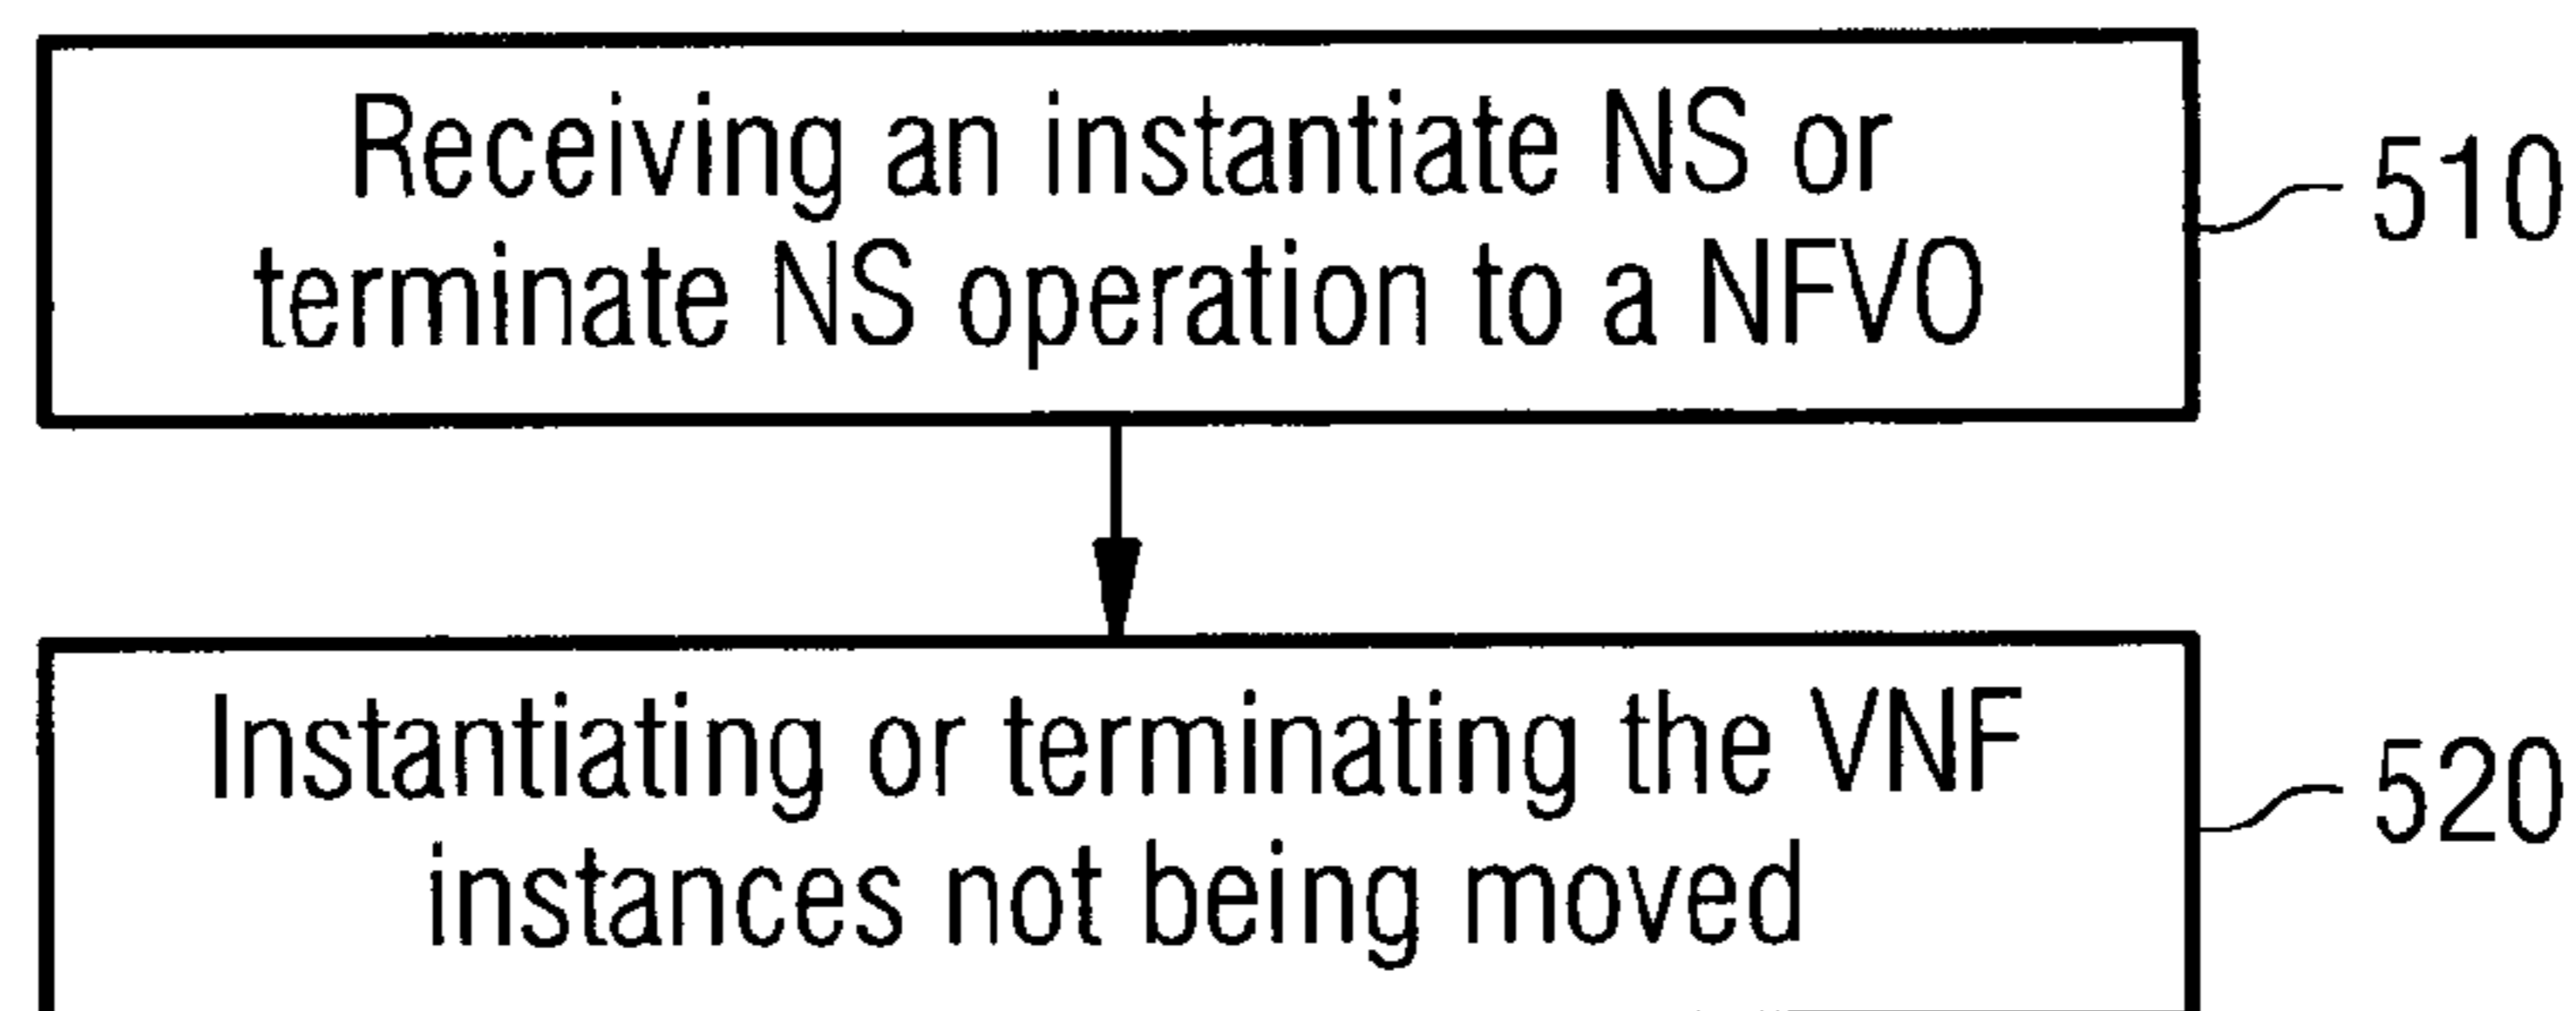 Receiving an instantiate NS or
terminate NS operation to a NFVO
510
Instantiating or terminating the VNF
instances not being moved
520